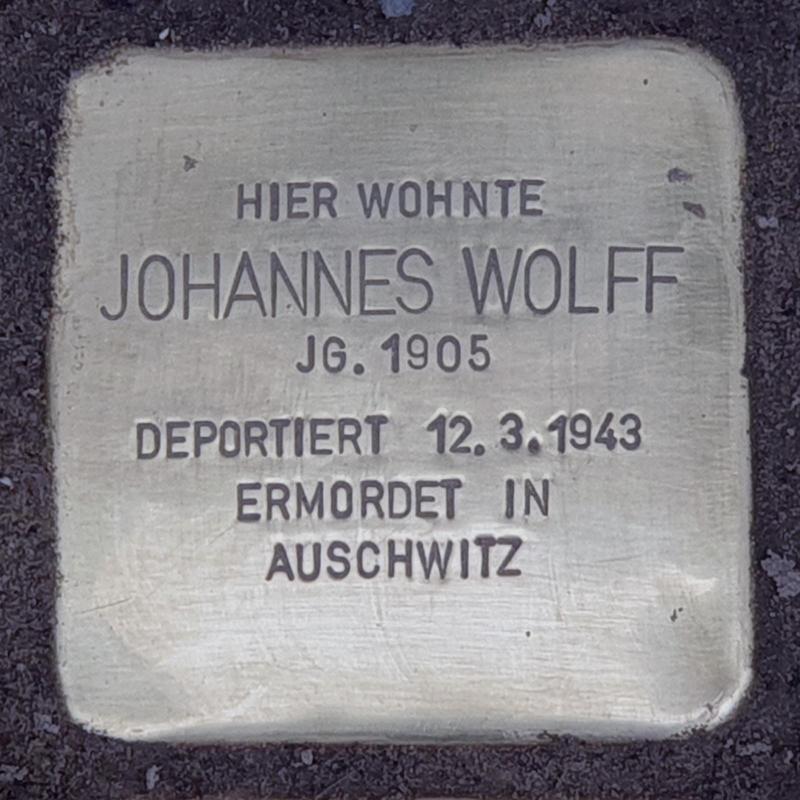 HIER WOHNTE
JOHANNES WOLFF
JG. 1905
DEPORTIERT 12.3.1943
ERMORDET IN
AUSCHWITZ